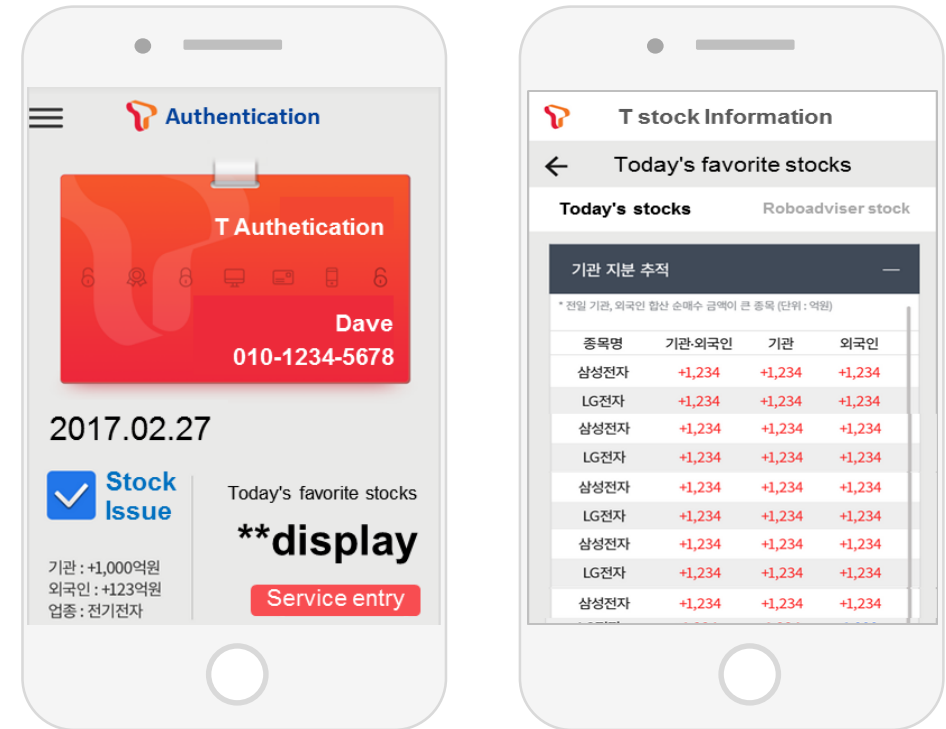 Authentication
T Authetication
Dave
010-1234-5678
2017.02.27
Stock
Issue
기관 : +1,000억원
외국인 : +123억원
업종 : 전기전자
Today's favorite stocks
**display
Service entry
T stock Information
Today's favorite stocks
Today's stocks Roboadviser stock
기관 지분 추적
* 전일 기관, 외국인 합산 순매수 금액이 큰 종목 (단위 : 억원)
종목명 기관·외국인 기관 외국인
삼성전자 +1,234 +1,234 +1,234
LG전자 +1,234 +1,234 +1,234
삼성전자 +1,234 +1,234 +1,234
LG전자 +1,234 +1,234 +1,234
삼성전자 +1,234 +1,234 +1,234
LG전자 +1,234 +1,234 +1,234
삼성전자 +1,234 +1,234 +1,234
LG전자 +1,234 +1,234 +1,234
삼성전자 +1,234 +1,234 +1,234